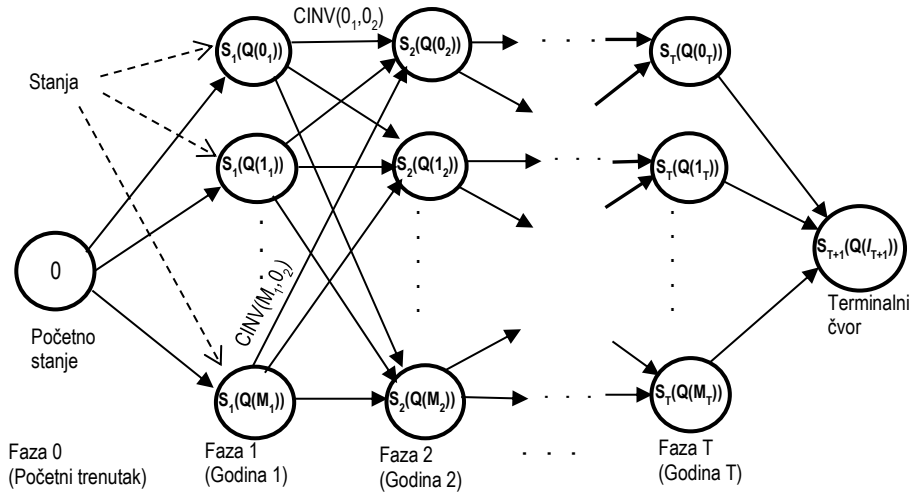 CINV(0₁,0₂)
S₁(Q(0₁))
S₂(Q(0₂))
. . . .
S_T(Q(0_T))
Stanja
S₁(Q(1₁))
S₂(Q(1₂))
. . . .
S_T(Q(1_T))
0
CINV(M₁,0₂)
S_{T+1}(Q(I_{T+1}))
Početno
stanje
Terminalni
čvor
S₁(Q(M₁))
S₂(Q(M₂))
. . . .
S_T(Q(M_T))
Faza 0
(Početni trenutak)
Faza 1
(Godina 1)
Faza 2
(Godina 2)
. . . .
Faza T
(Godina T)